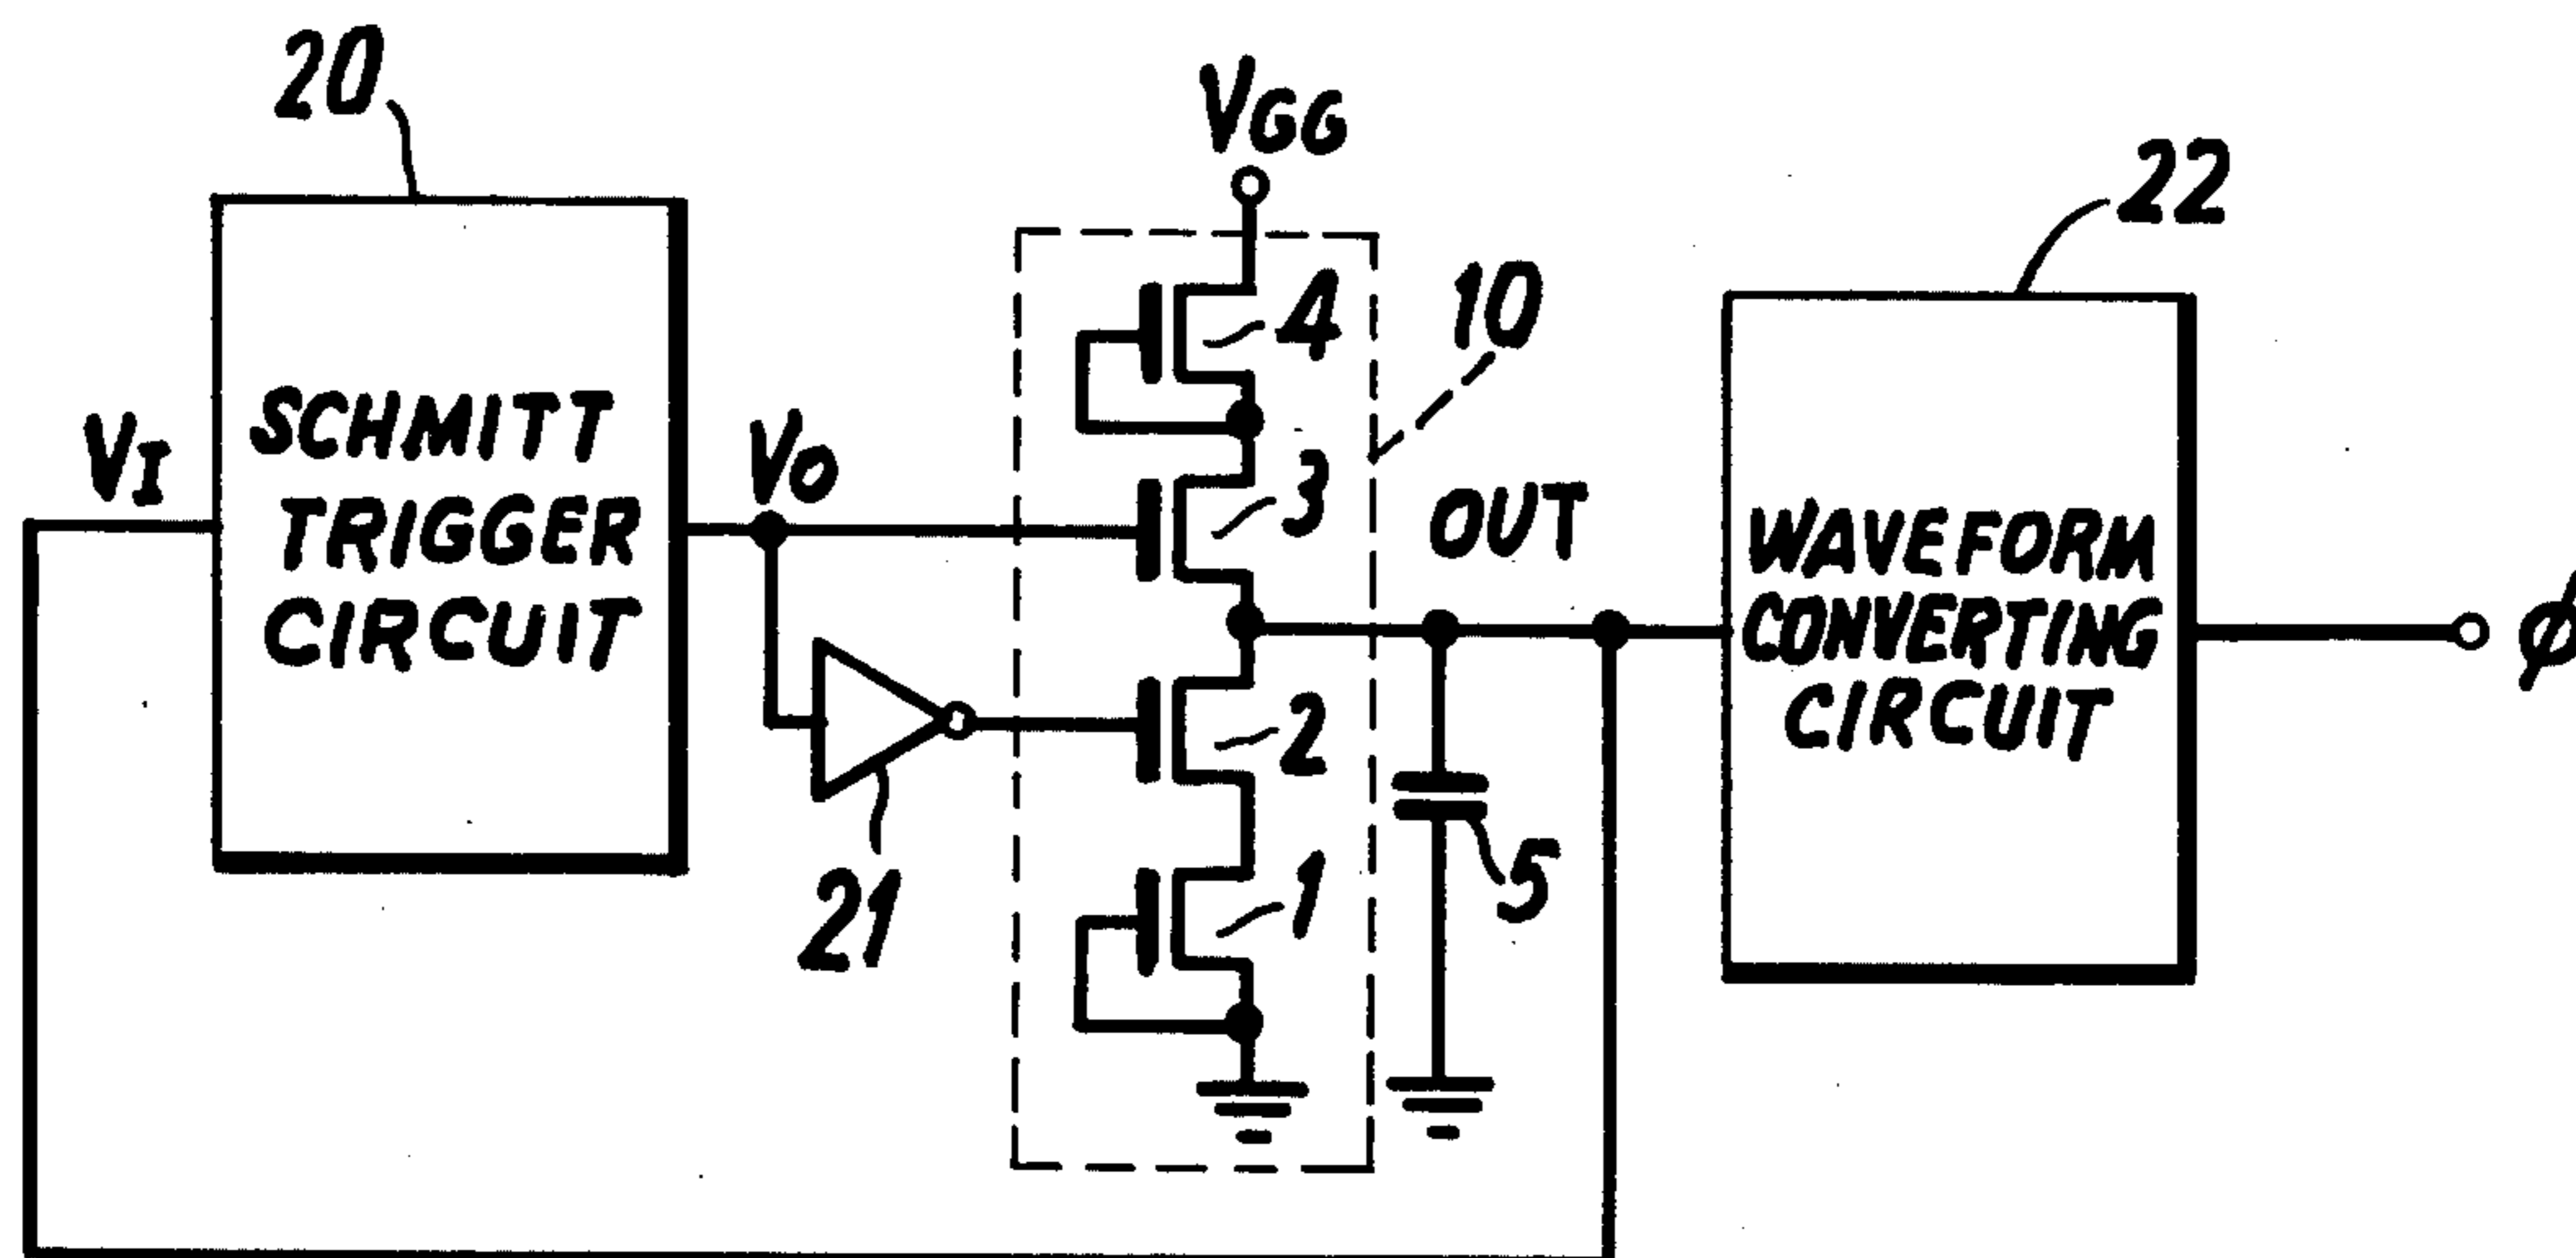 20
VGG
22
4
10
SCHMITT
TRIGGER
CIRCUIT
VI
VO
3
OUT
WAVEFORM
CONVERTING
CIRCUIT
φ
2
21
1
5